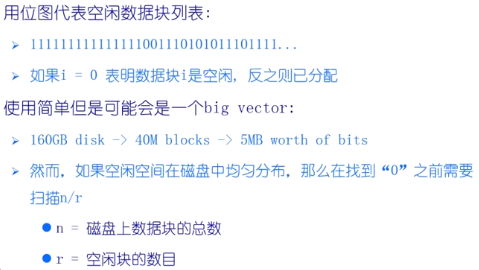 用位图代表空闲数据块列表:
➢ 11111111111111100111010101110111...
➢ 如果i = 0 表明数据块i是空闲, 反之则已分配
使用简单但是可能会是一个big vector:
➢ 160GB disk -> 40M blocks -> 5MB worth of bits
➢ 然而, 如果空闲空间在磁盘中均匀分布, 那么在找到“0”之前需要
扫描n/r
● n = 磁盘上数据块的总数
● r = 空闲块的数目